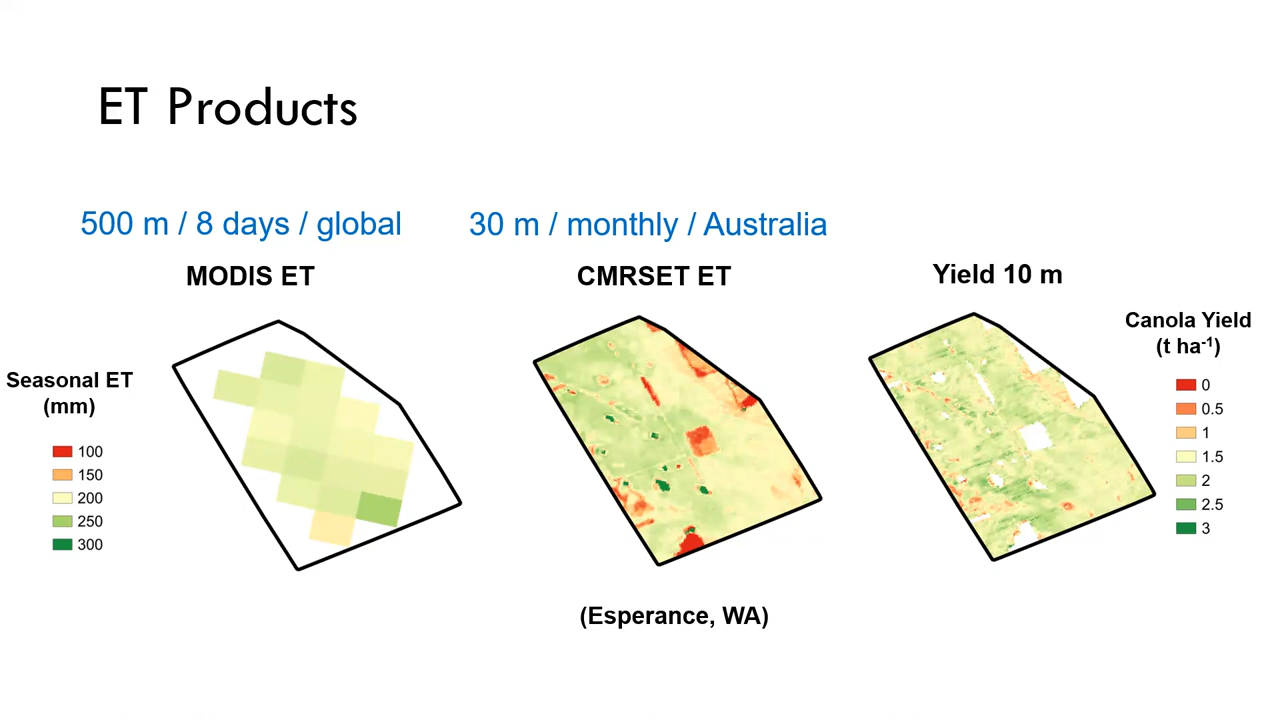 ET Products
500 m / 8 days / global
30 m / monthly / Australia
MODIS ET
CMRSET ET
Yield 10 m
Seasonal ET
(mm)
100
150
200
250
300
Canola Yield
(t ha⁻¹)
0
0.5
1
1.5
2
2.5
3
(Esperance, WA)